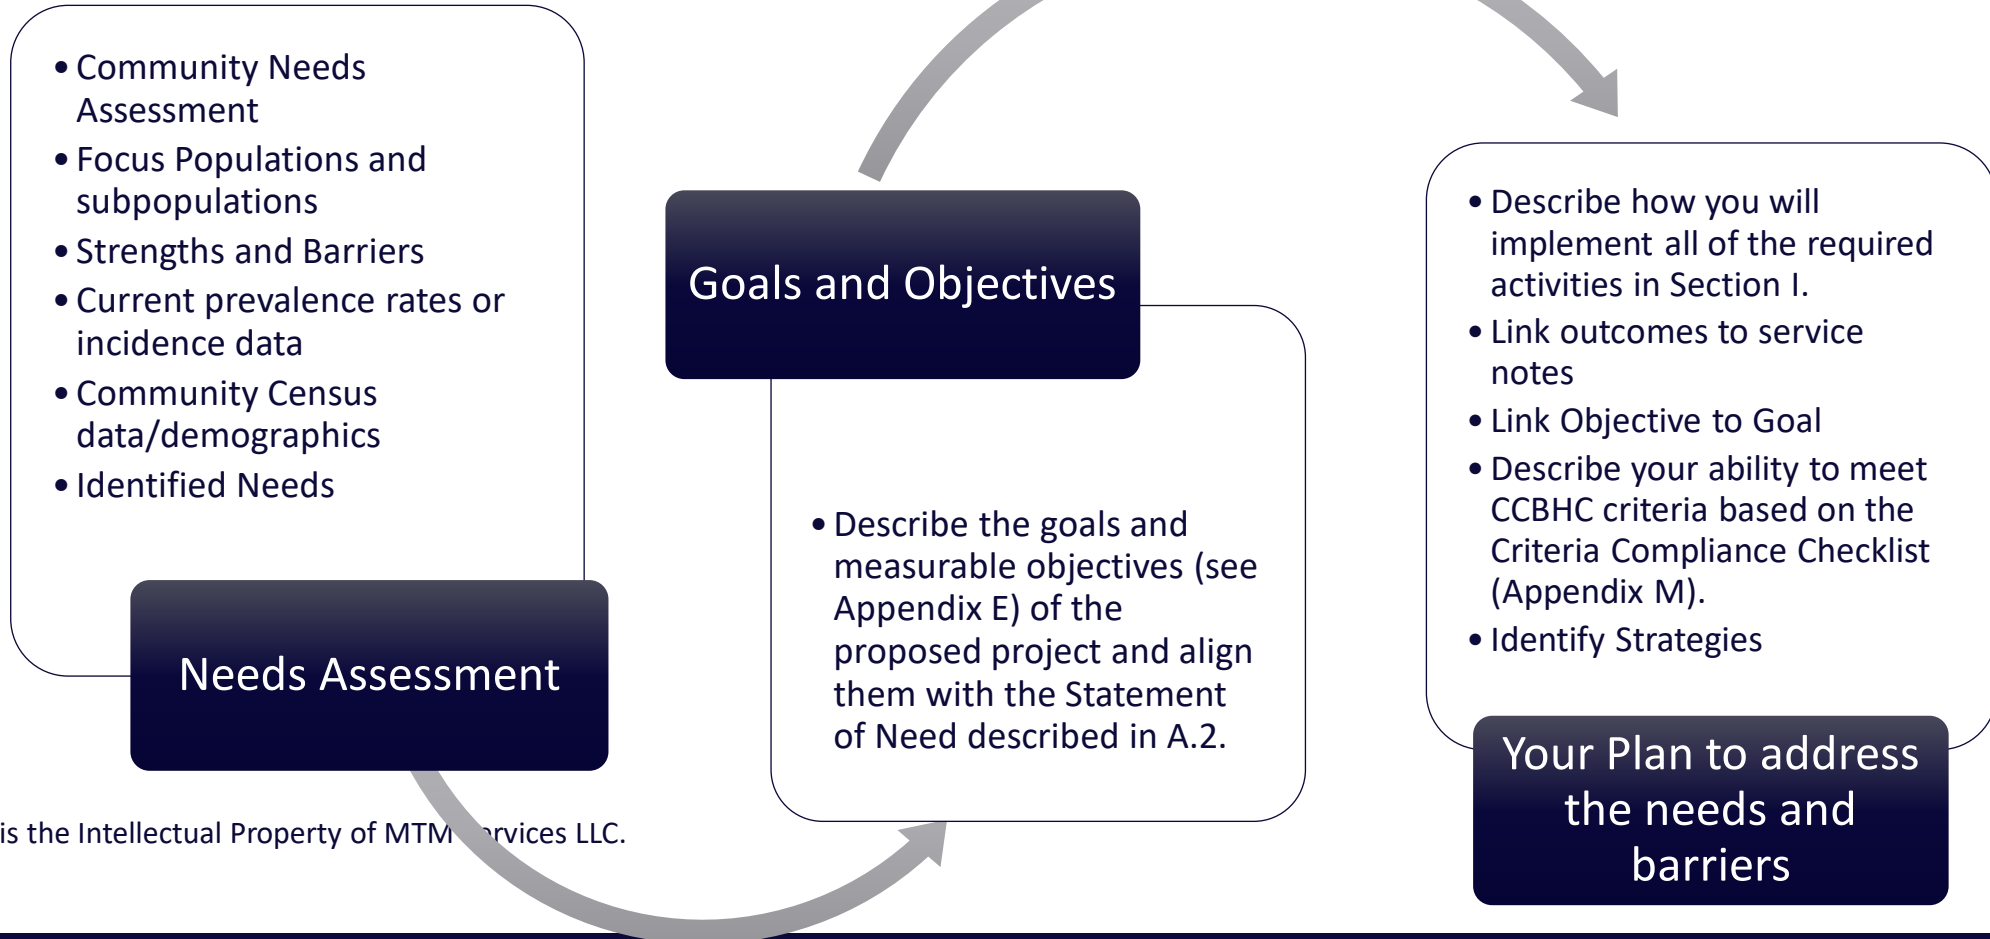 • Community Needs
Assessment
• Focus Populations and
subpopulations
• Strengths and Barriers
• Current prevalence rates or
incidence data
• Community Census
data/demographics
• Identified Needs
Needs Assessment
Goals and Objectives
• Describe the goals and
measurable objectives (see
Appendix E) of the
proposed project and align
them with the Statement
of Need described in A.2.
• Describe how you will
implement all of the required
activities in Section I.
• Link outcomes to service
notes
• Link Objective to Goal
• Describe your ability to meet
CCBHC criteria based on the
Criteria Compliance Checklist
(Appendix M).
• Identify Strategies
Your Plan to address
the needs and
barriers
is the Intellectual Property of MTM Services LLC.